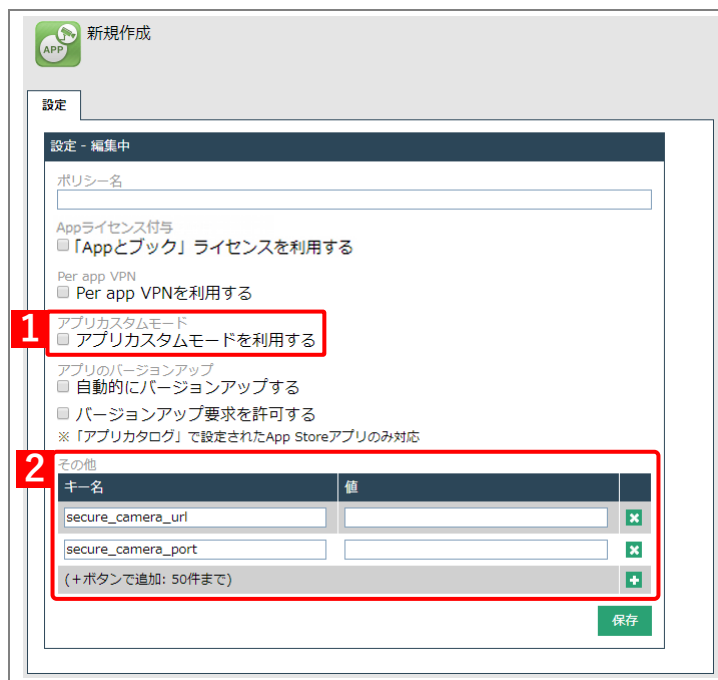 APP
新規作成
設定
設定 - 編集中
ポリシー名
Appライセンス付与
「Appとブック」ライセンスを利用する
Per app VPN
Per app VPNを利用する
1
アプリカスタムモード
アプリカスタムモードを利用する
アプリのバージョンアップ
自動的にバージョンアップする
バージョンアップ要求を許可する
※「アプリカタログ」で設定されたApp Storeアプリのみ対応
2
その他
キー名 値
secure_camera_url
secure_camera_port
(+ボタンで追加: 50件まで)
保存